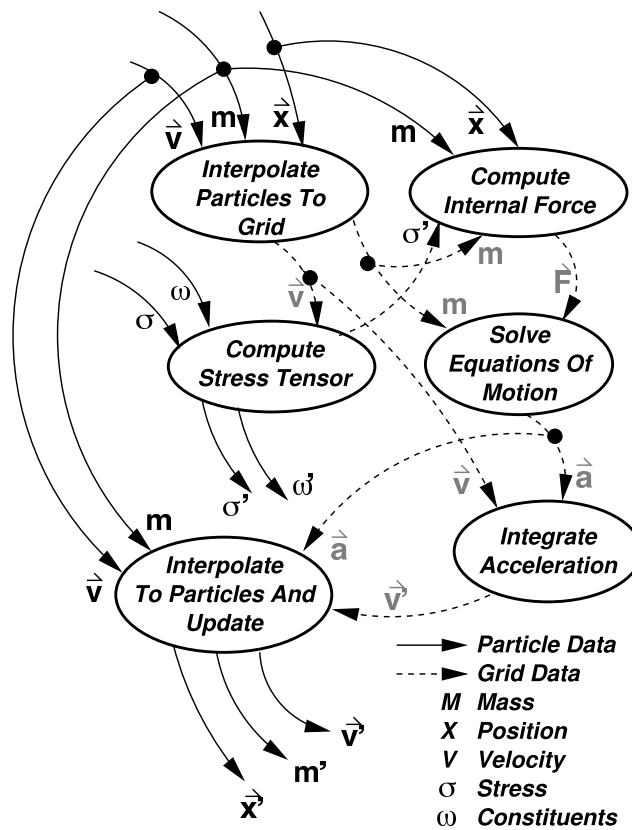 v⃗ m x⃗ m x⃗
Interpolate
Particles To
Grid
Compute
Internal Force
σ' m
ω v⃗ F⃗
σ m
Compute
Stress Tensor
Solve
Equations Of
Motion
σ' ω' v⃗ a⃗
m
v⃗ a⃗
Interpolate
To Particles And
Update
Integrate
Acceleration
v⃗'
Particle Data
Grid Data
M Mass
X Position
V Velocity
σ Stress
ω Constituents
v⃗'
m'
x⃗'